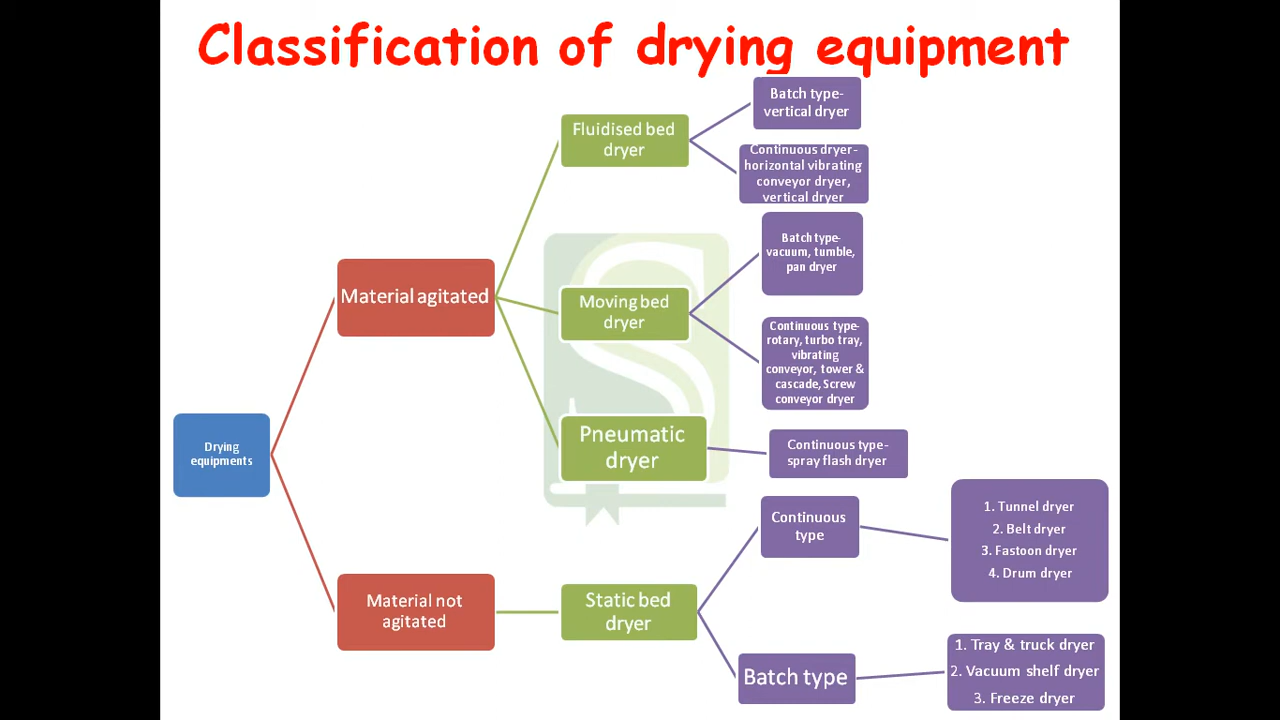 Classification of drying equipment
Batch type-
vertical dryer
Fluidised bed
dryer
Continuous dryer-
horizontal vibrating
conveyor dryer,
vertical dryer
Batch type-
vacuum, tumble,
pan dryer
Material agitated
Moving bed
dryer
Continuous type-
rotary, turbo tray,
vibrating
conveyor, tower &
cascade, Screw
conveyor dryer
Drying
equipments
Pneumatic
dryer
Continuous type-
spray flash dryer
Continuous
type
1. Tunnel dryer
2. Belt dryer
3. Fastoon dryer
4. Drum dryer
Material not
agitated
Static bed
dryer
Batch type
1. Tray & truck dryer
2. Vacuum shelf dryer
3. Freeze dryer